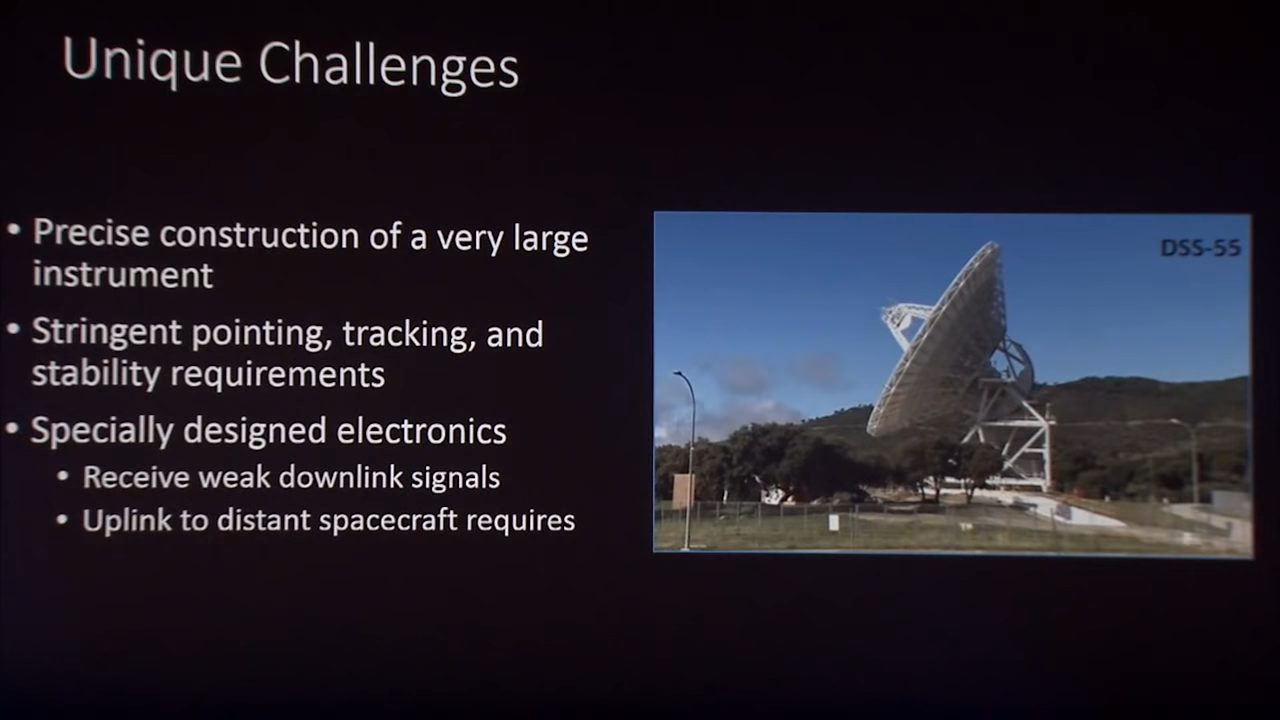 Unique Challenges
• Precise construction of a very large
instrument
• Stringent pointing, tracking, and
stability requirements
• Specially designed electronics
• Receive weak downlink signals
• Uplink to distant spacecraft requires
DSS-55